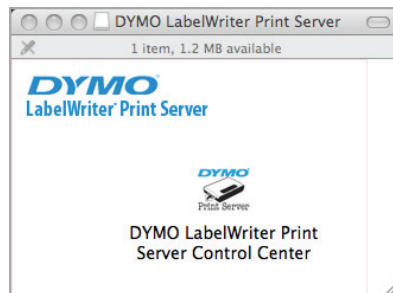 DYMO LabelWriter Print Server
1 item, 1.2 MB available
DYMO
LabelWriter Print Server
DYMO
Print Server
DYMO LabelWriter Print
Server Control Center